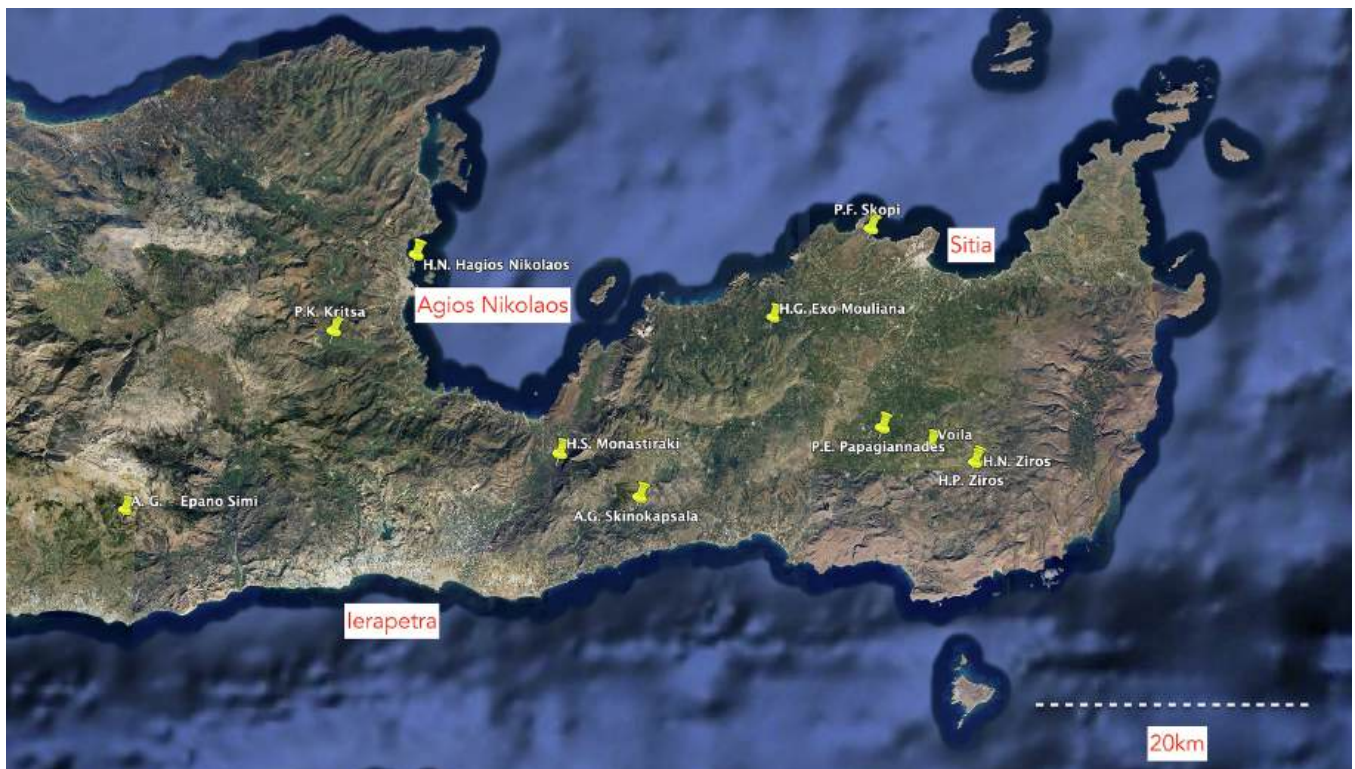 P.F. Skopi
Sitia
H.N. Hagios Nikolaos
Agios Nikolaos
P.K. Kritsa
H.G. Exo Mouliana
H.S. Monastiraki
P.E. Papagiannades
Voila
H.N. Ziros
H.P. Ziros
A. G. - Epano Simi
A.G. Skinokapsala
Ierapetra
20km